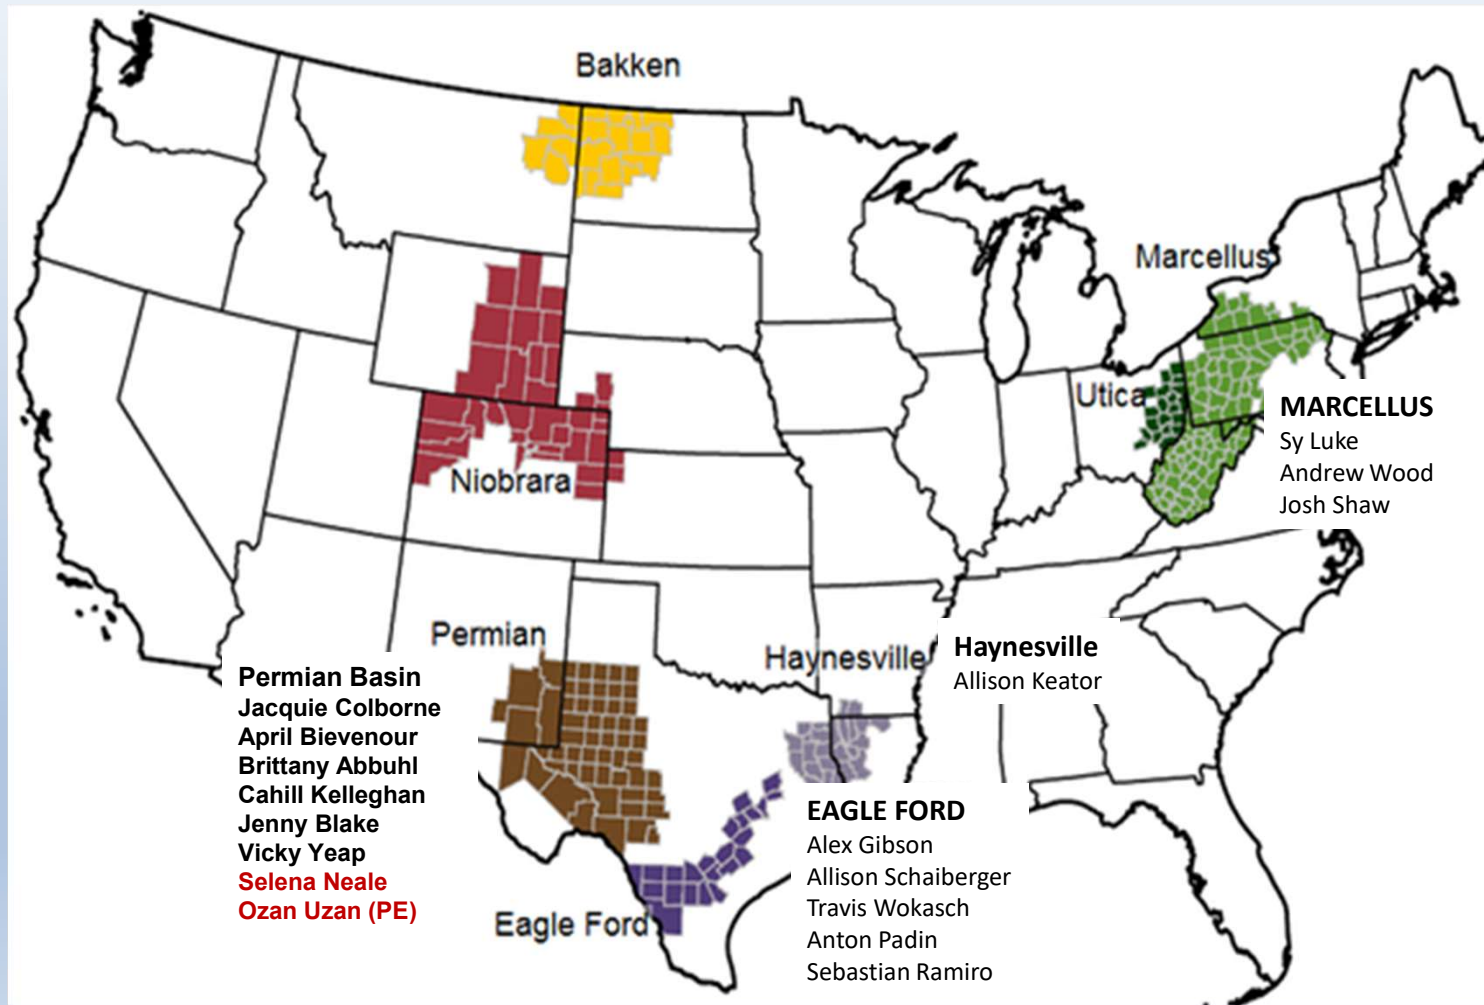 Bakken
Marcellus
Utica
MARCELLUS
Sy Luke
Andrew Wood
Josh Shaw
Niobrara
Permian
Haynesville
Haynesville
Allison Keator
Permian Basin
Jacquie Colborne
April Bievenour
Brittany Abbuhl
Cahill Kelleghan
Jenny Blake
Vicky Yeap
Selena Neale
Ozan Uzan (PE)
EAGLE FORD
Alex Gibson
Allison Schaiberger
Travis Wokasch
Anton Padin
Sebastian Ramiro
Eagle Ford